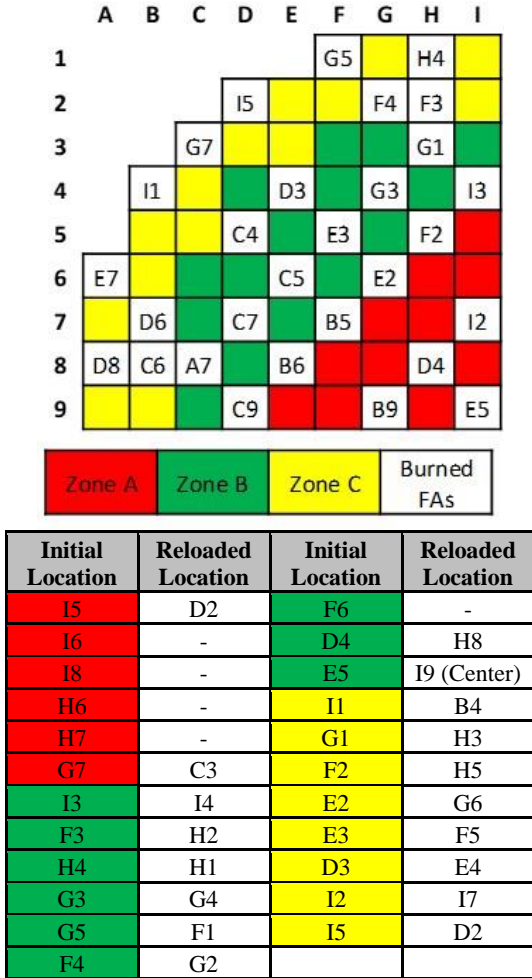 A B C D E F G H I
1 G5 H4
2 I5 F4 F3
3 G7 G1
4 I1 D3 G3 I3
5 C4 E3 F2
6 E7 C5 E2
7 D6 C7 B5 I2
8 D8 C6 A7 B6 D4
9 C9 B9 E5
Zone A Zone B Zone C Burned
FAs
Initial Location Reloaded Location Initial Location Reloaded Location
I5 D2 F6 -
I6 - D4 H8
I8 - E5 I9 (Center)
H6 - I1 B4
H7 - G1 H3
G7 C3 F2 H5
I3 I4 E2 G6
F3 H2 E3 F5
H4 H1 D3 E4
G3 G4 I2 I7
G5 F1 I5 D2
F4 G2